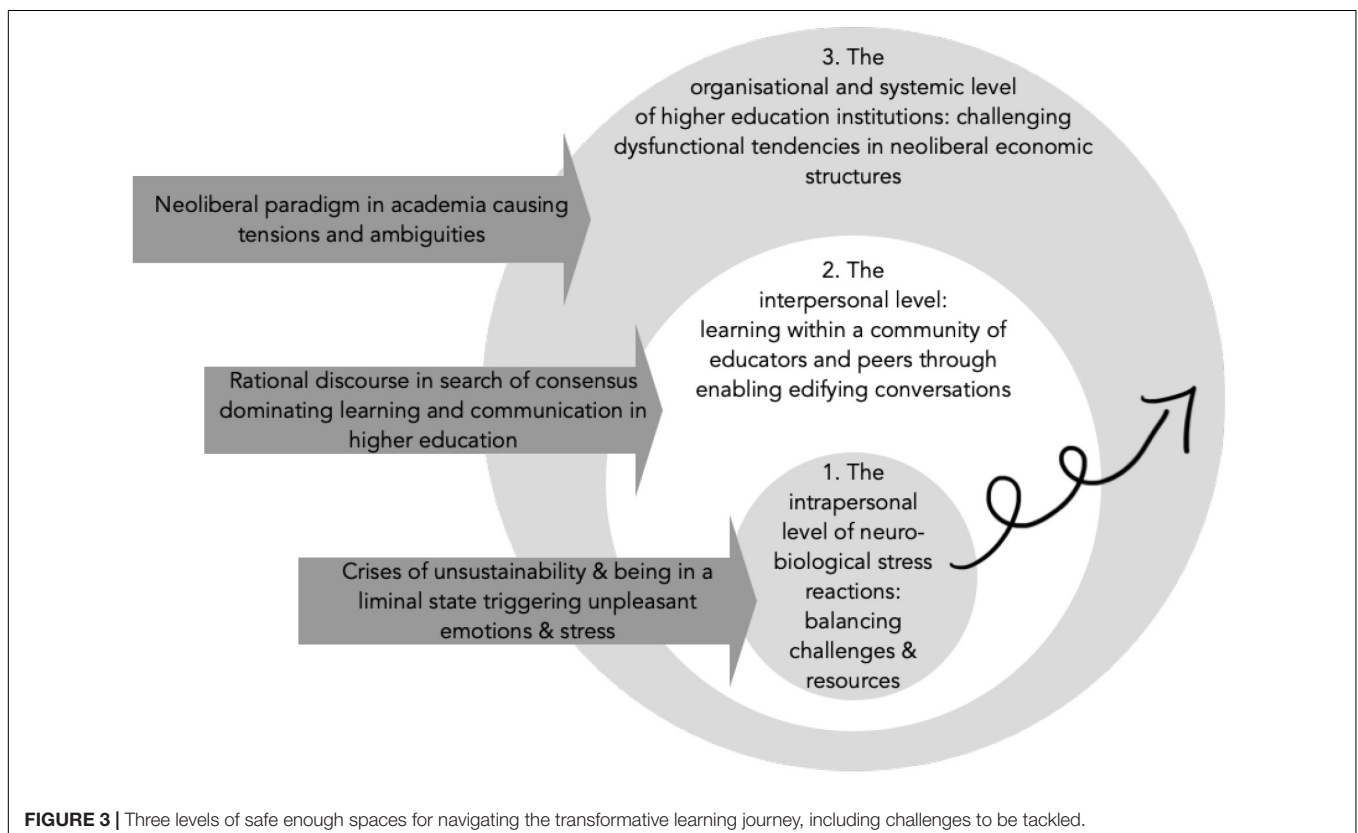 3. The
organisational and systemic level
of higher education institutions: challenging
dysfunctional tendencies in neoliberal economic
structures
Neoliberal paradigm in academia causing
tensions and ambiguities
2. The
interpersonal level:
learning within a community of
educators and peers through
enabling edifying conversations
Rational discourse in search of consensus
dominating learning and communication in
higher education
1. The
intrapersonal
level of neuro-
biological stress
reactions:
balancing
challenges &
resources
Crises of unsustainability & being in a
liminal state triggering unpleasant
emotions & stress
FIGURE 3 | Three levels of safe enough spaces for navigating the transformative learning journey, including challenges to be tackled.